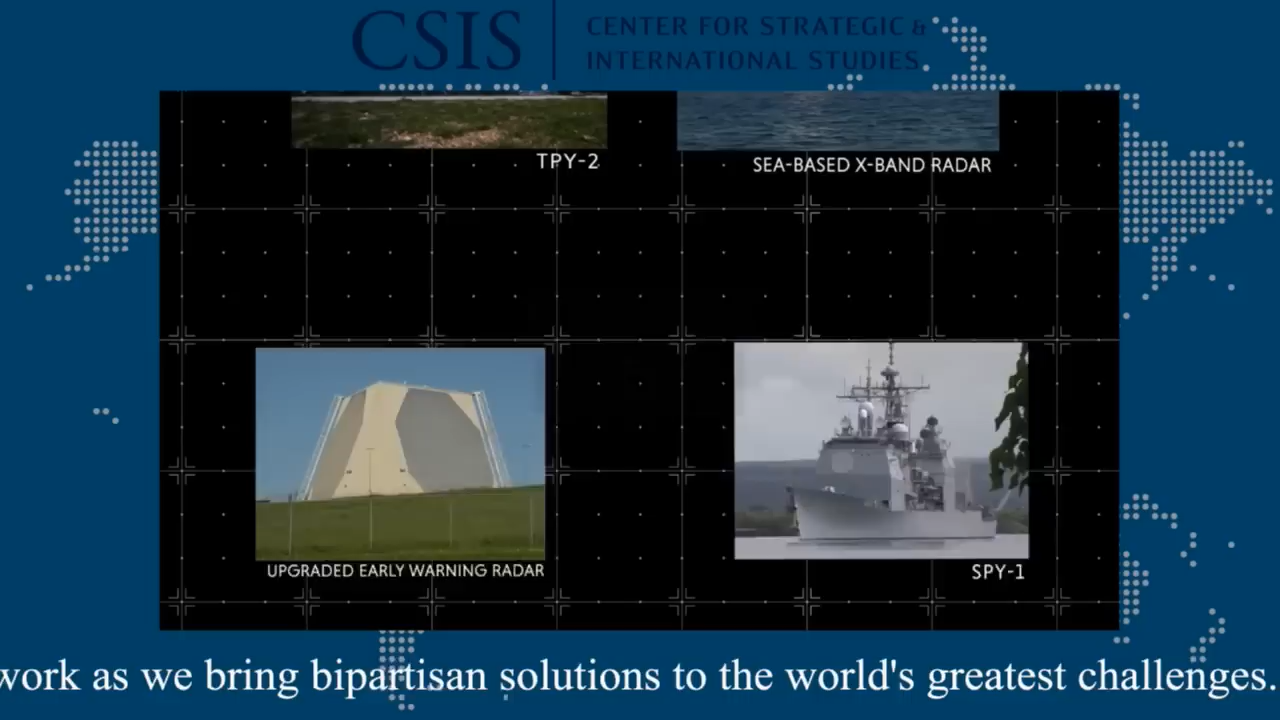 CSIS
CENTER FOR STRATEGIC &
INTERNATIONAL STUDIES
TPY-2
SEA-BASED X-BAND RADAR
UPGRADED EARLY WARNING RADAR
SPY-1
work as we bring bipartisan solutions to the world's greatest challenges.